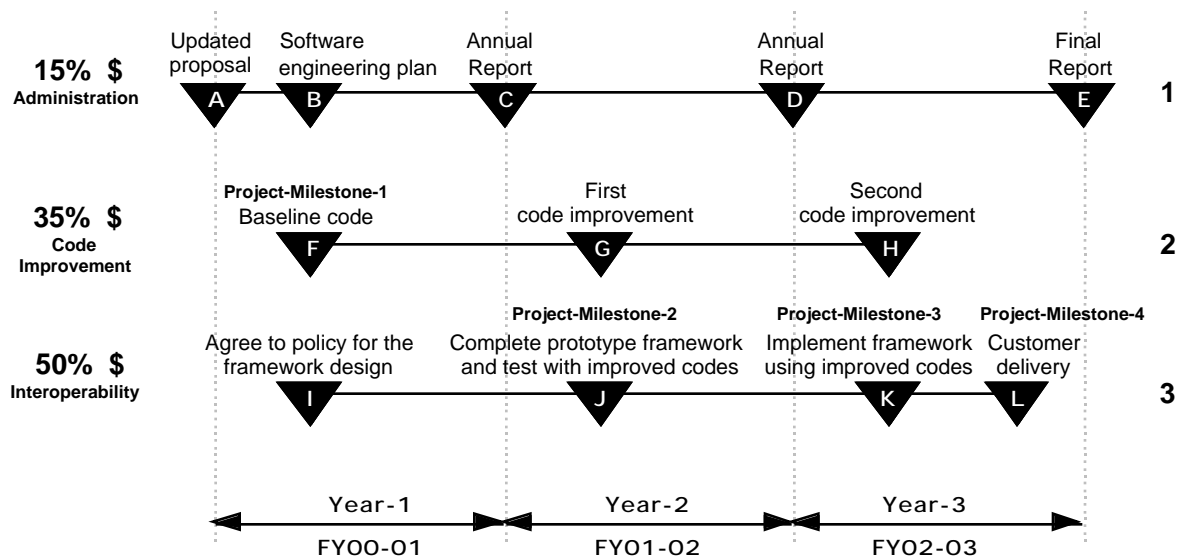 Updated
proposal
Software
engineering plan
Annual
Report
Annual
Report
Final
Report
15% $
Administration
A
B
C
D
E
1
Project-Milestone-1
Baseline code
First
code improvement
Second
code improvement
35% $
Code
Improvement
F
G
H
2
Project-Milestone-2
Project-Milestone-3
Project-Milestone-4
Agree to policy for the
framework design
Complete prototype framework
and test with improved codes
Implement framework
using improved codes
Customer
delivery
50% $
Interoperability
I
J
K
L
3
Year-1
Year-2
Year-3
FY00-01
FY01-02
FY02-03